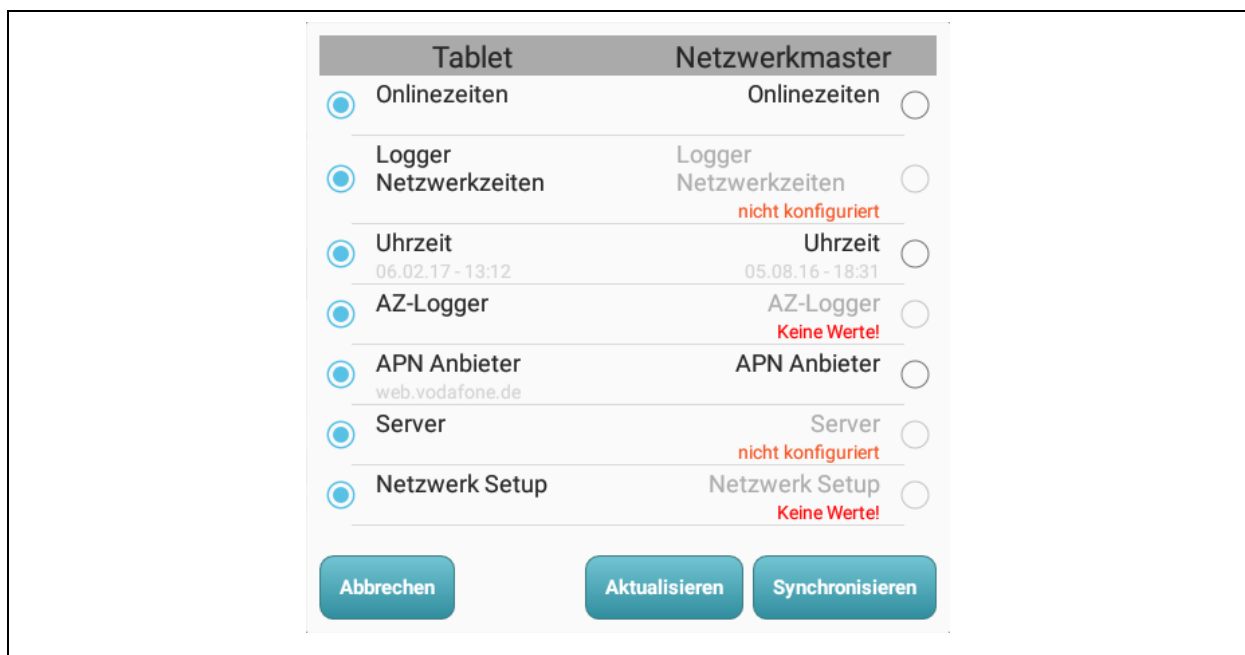 Tablet Netzwerkmaster
Onlinezeiten Onlinezeiten
Logger Logger
Netzwerkzeiten Netzwerkzeiten
nicht konfiguriert
Uhrzeit Uhrzeit
06.02.17 - 13:12 05.08.16 - 18:31
AZ-Logger AZ-Logger
Keine Werte!
APN Anbieter APN Anbieter
web.vodafone.de
Server Server
nicht konfiguriert
Netzwerk Setup Netzwerk Setup
Keine Werte!
Abbrechen Aktualisieren Synchronisieren